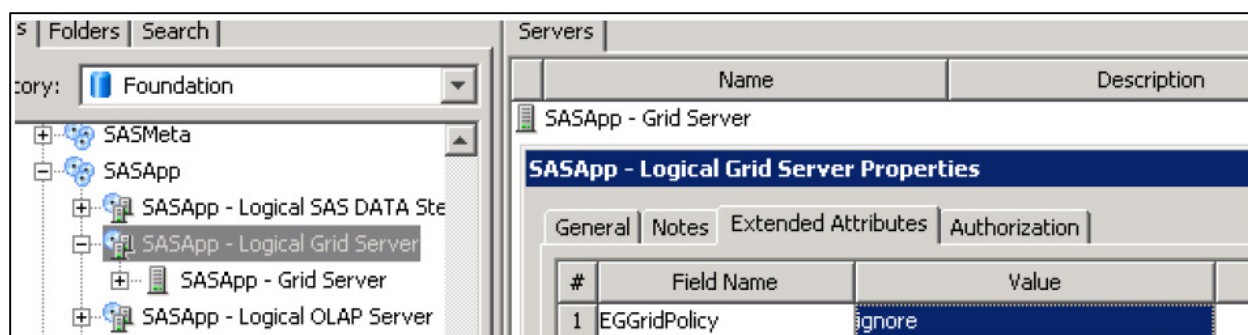 s Folders Search
Servers
tory: Foundation
Name Description
SASMeta
SASApp - Grid Server
SASApp
SASApp - Logical Grid Server Properties
SASApp - Logical SAS DATA Ste
General Notes Extended Attributes Authorization
SASApp - Logical Grid Server
# Field Name Value
SASApp - Grid Server
SASApp - Logical OLAP Server
1 EGGridPolicy ignore